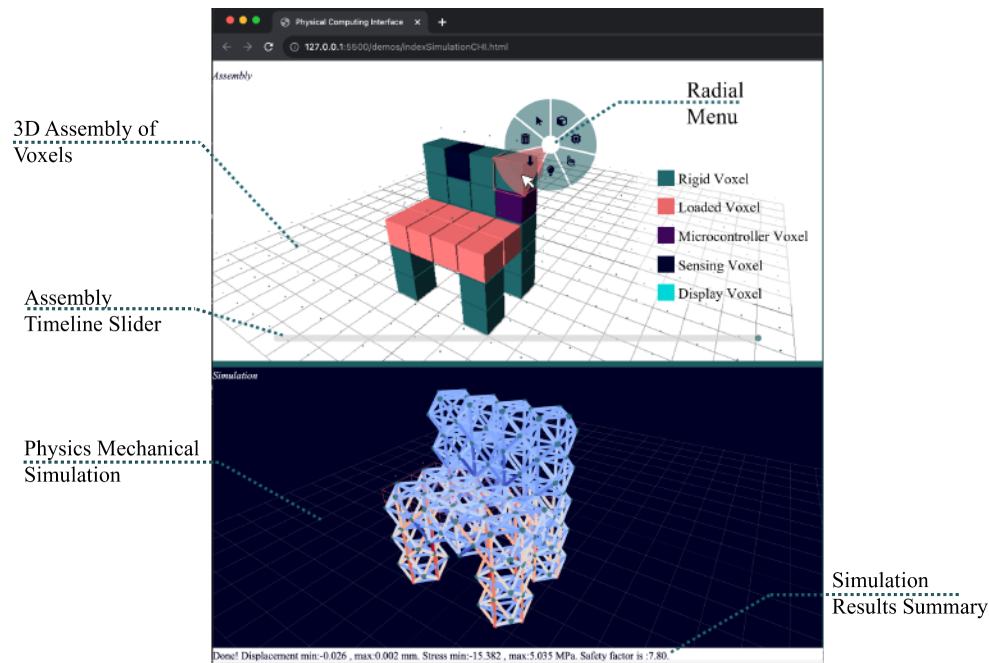 Physical Computing Interface
127.0.0.1:5500/demos/indexSimulationCHI.html
Assembly
Radial
Menu
3D Assembly of
Voxels
Rigid Voxel
Loaded Voxel
Microcontroller Voxel
Sensing Voxel
Display Voxel
Assembly
Timeline Slider
Simulation
Physics Mechanical
Simulation
Simulation
Results Summary
Done! Displacement min:-0.026 , max:0.002 mm. Stress min:-15.382 , max:5.035 MPa. Safety factor is :7.80.